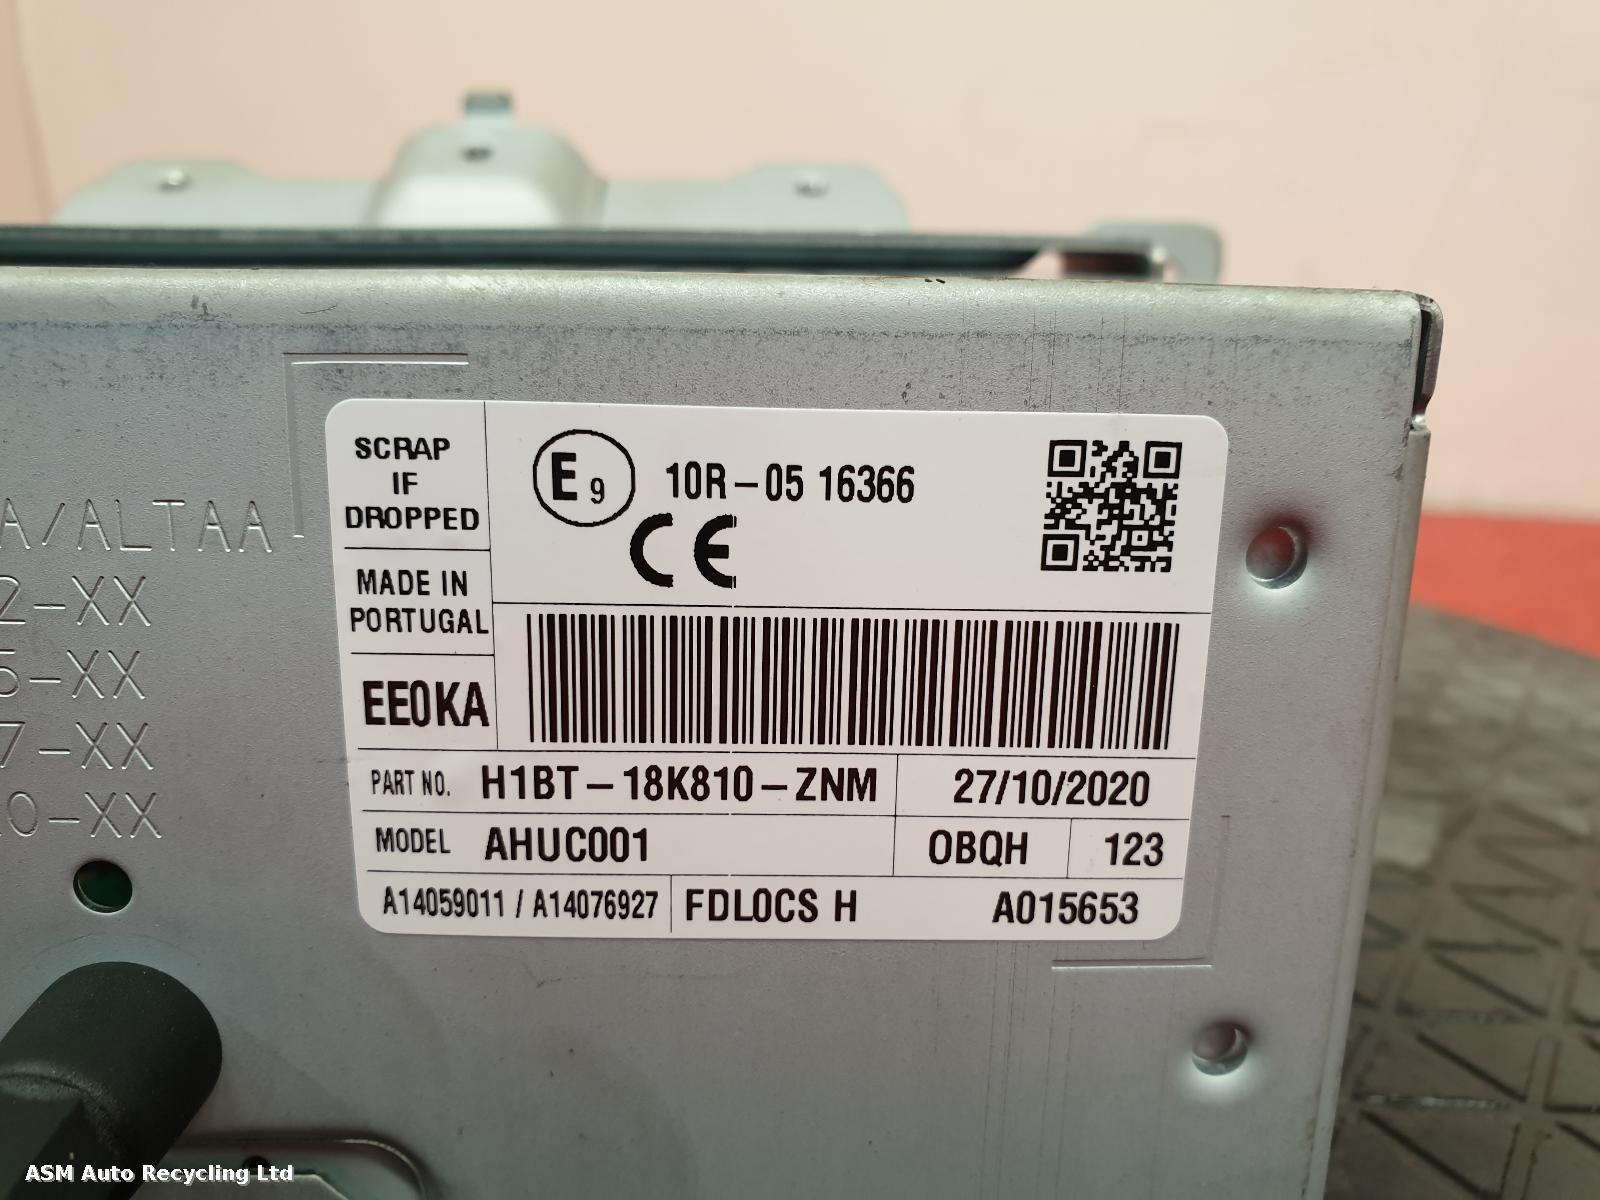 SCRAP
IF
DROPPED
E9 10R-05 16366
CE
MADE IN
PORTUGAL
EE0KA
PART NO. H1BT-18K810-ZNM 27/10/2020
MODEL AHUC001 OBQH 123
A14059011 / A14076927 FDLOCS H A015653
A/ALTAA
2-XX
5-XX
7-XX
0-XX
ASM Auto Recycling Ltd